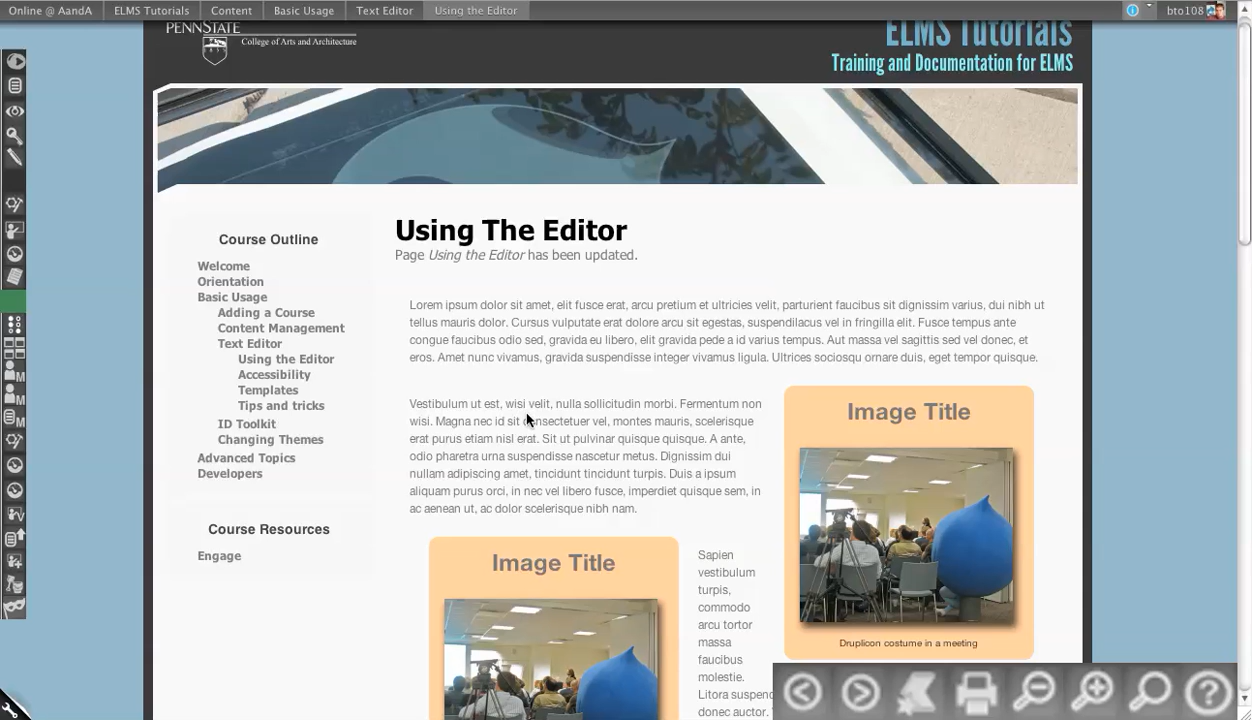 Online @ AandA ELMS Tutorials Content Basic Usage Text Editor Using the Editor bto108
PENNSTATE
College of Arts and Architecture
ELMS Tutorials
Training and Documentation for ELMS
Course Outline
Welcome
Orientation
Basic Usage
Adding a Course
Content Management
Text Editor
Using the Editor
Accessibility
Templates
Tips and tricks
ID Toolkit
Changing Themes
Advanced Topics
Developers
Course Resources
Engage
Using The Editor
Page Using the Editor has been updated.
Lorem ipsum dolor sit amet, elit fusce erat, arcu pretium et ultricies velit, parturient faucibus sit dignissim varius, dui nibh ut
tellus mauris dolor. Cursus vulputate erat dolore arcu sit egestas, suspendilacus vel in fringilla elit. Fusce tempus ante
congue faucibus odio sed, gravida eu libero, elit gravida pede a id varius tempus. Aut massa vel sagittis sed vel donec, et
eros. Amet nunc vivamus, gravida suspendisse integer vivamus ligula. Ultrices sociosqu ornare duis, eget tempor quisque.
Vestibulum ut est, wisi velit, nulla sollicitudin morbi. Fermentum non
wisi. Magna nec id sit consectetuer vel, montes mauris, scelerisque
erat purus etiam nisl erat. Sit ut pulvinar quisque quisque. A ante,
odio pharetra urna suspendisse nascetur metus. Dignissim dui
nullam adipiscing amet, tincidunt tincidunt turpis. Duis a ipsum
aliquam purus orci, in nec vel libero fusce, imperdiet quisque sem, in
ac aenean ut, ac dolor scelerisque nibh nam.
Image Title
Druplicon costume in a meeting
Image Title
Sapien
vestibulum
turpis,
commodo
arcu tortor
massa
faucibus
molestie.
Litora suspend
donec auctor.